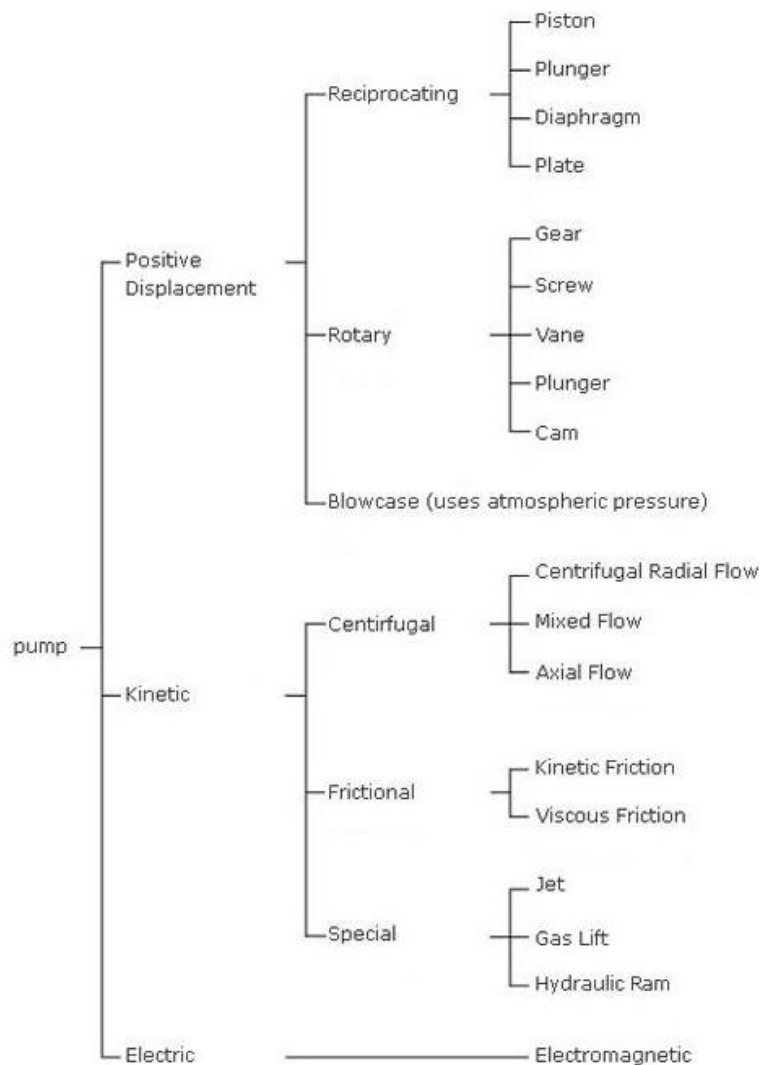 Piston
Plunger
Reciprocating
Diaphragm
Plate
Gear
Positive
Displacement
Screw
Rotary
Vane
Plunger
Cam
Blowcase (uses atmospheric pressure)
Centrifugal Radial Flow
Centirfugal
Mixed Flow
pump
Axial Flow
Kinetic
Kinetic Friction
Frictional
Viscous Friction
Jet
Special
Gas Lift
Hydraulic Ram
Electric
Electromagnetic